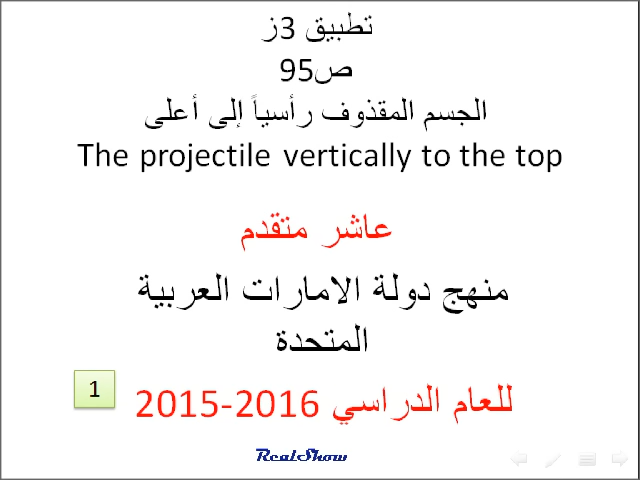 تطبيق 3ز
ص95
الجسم المقذوف رأسياً إلى أعلى
The projectile vertically to the top
عاشر متقدم
منهج دولة الامارات العربية
المتحدة
للعام الدراسي 2016-2015
1
RealShow